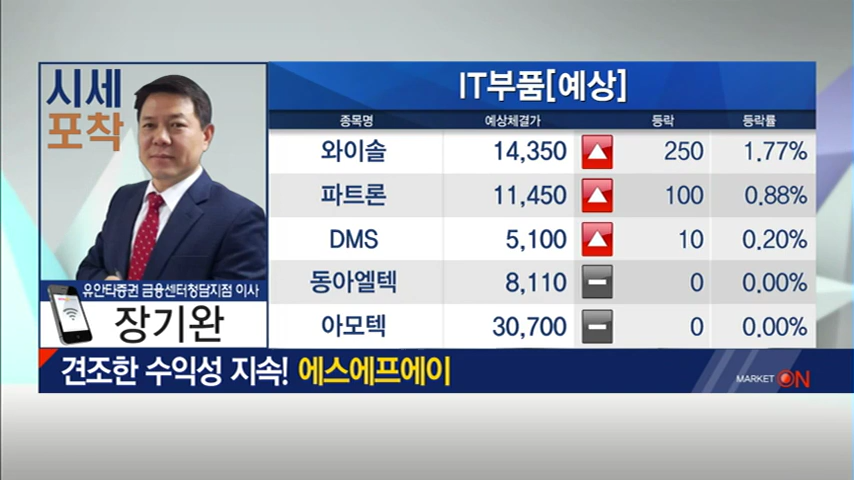 시세
포착
유안타증권 금융센터청담지점 이사
장기완
IT부품[예상]
종목명 예상체결가 등락 등락률
와이솔 14,350 250 1.77%
파트론 11,450 100 0.88%
DMS 5,100 10 0.20%
동아엘텍 8,110 0 0.00%
아모텍 30,700 0 0.00%
견조한 수익성 지속! 에스에프에이
MARKET ON